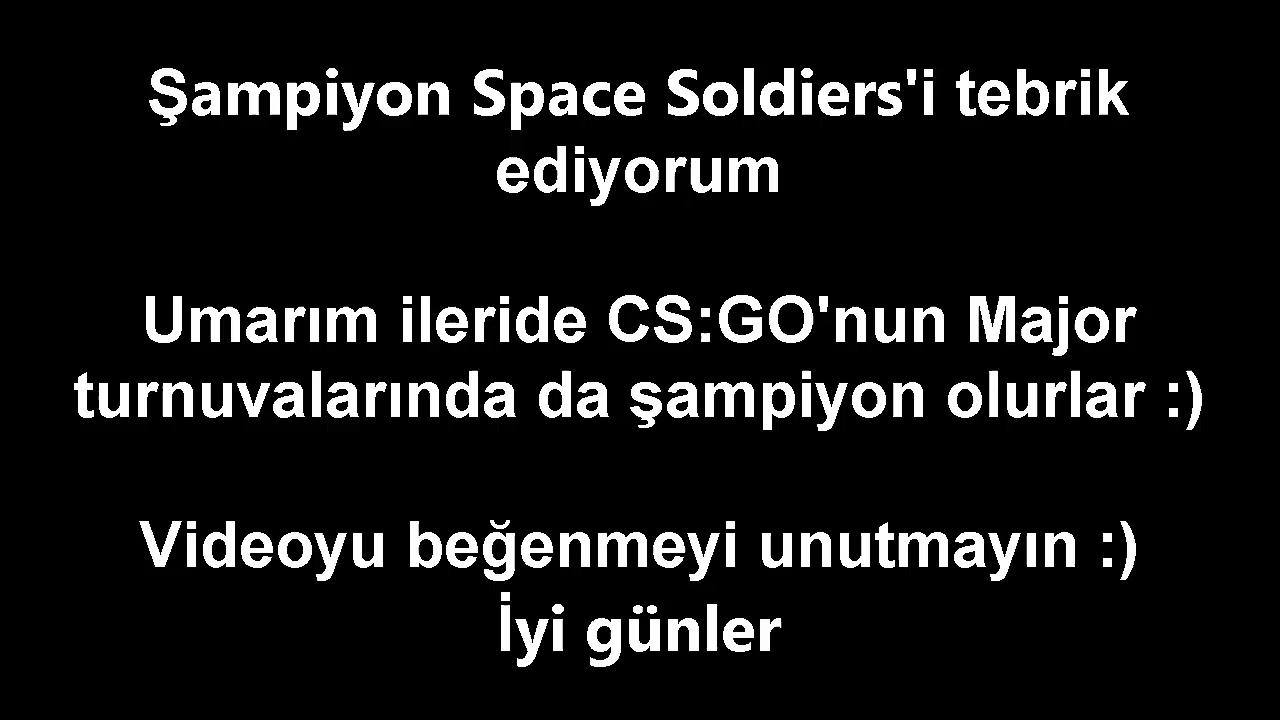 Şampiyon Space Soldiers'i tebrik
ediyorum
Umarım ileride CS:GO'nun Major
turnuvalarında da şampiyon olurlar :)
Videoyu beğenmeyi unutmayın :)
İyi günler